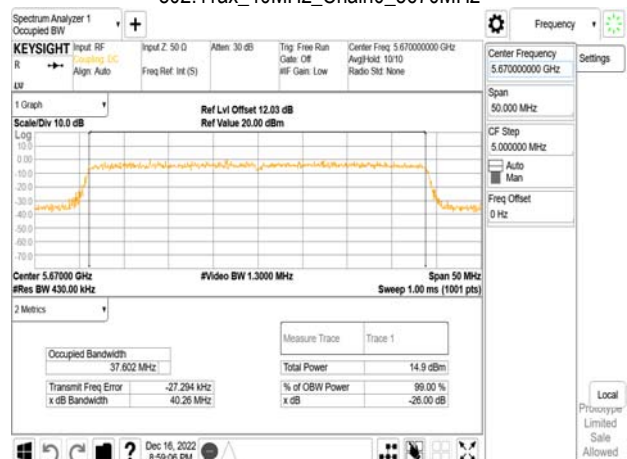 802.11ax_40MHz_Chain0_5670MHz
Spectrum Analyzer 1
Occupied BW
Frequency
KEYSIGHT
R
Input: RF
Coupling: DC
Align: Auto
Input Z: 50 Ω
Freq Ref: Int (S)
Atten: 30 dB
Trig: Free Run
Gate: Off
#IF Gain: Low
Center Freq: 5.670000000 GHz
Avg|Hold: 10/10
Radio Std: None
Center Frequency
5.670000000 GHz
Settings
Span
50.000 MHz
CF Step
5.000000 MHz
Auto
Man
Freq Offset
0 Hz
1 Graph
Scale/Div 10.0 dB
Ref Lvl Offset 12.03 dB
Ref Value 20.00 dBm
Log
10.0
0.00
-10.0
-20.0
-30.0
-40.0
-50.0
-60.0
-70.0
Center 5.67000 GHz
#Video BW 1.3000 MHz
Span 50 MHz
#Res BW 430.00 kHz
Sweep 1.00 ms (1001 pts)
2 Metrics
Measure Trace
Trace 1
Occupied Bandwidth
37.602 MHz
Total Power
14.9 dBm
Transmit Freq Error
-27.294 kHz
% of OBW Power
99.00 %
x dB Bandwidth
40.26 MHz
x dB
-26.00 dB
Local
Prototype
Limited
Sale
Allowed
?
Dec 16, 2022
8:59:06 PM